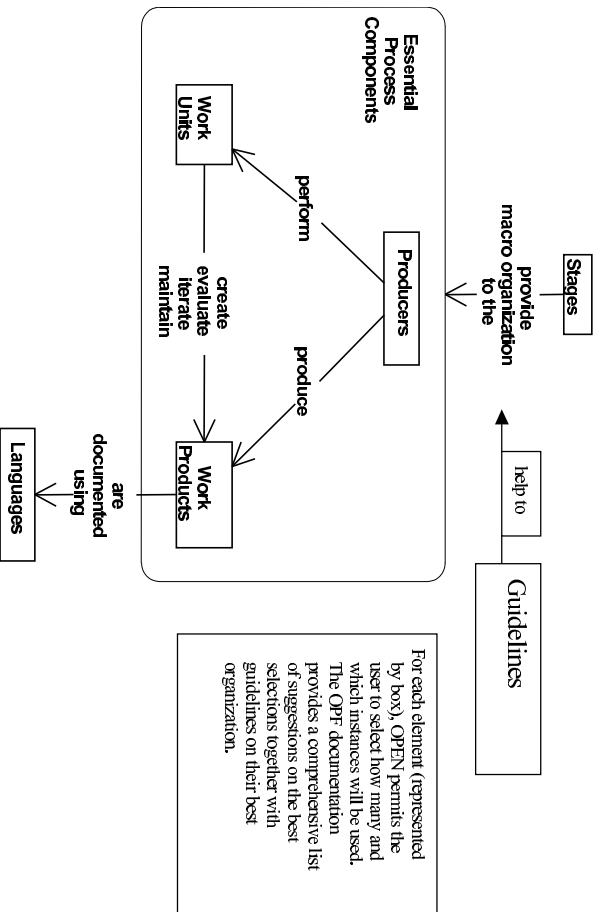 Stages
provide
macro organization
to the
help to
Guidelines
Essential
Process
Components
Producers
perform
produce
Work
Units
create
evaluate
iterate
maintain
Work
Products
are
documented
using
Languages
For each element (represented
by box), OPEN permits the
user to select how many and
which instances will be used.
The OPF documentation
provides a comprehensive list
of suggestions on the best
selections together with
guidelines on their best
organization.